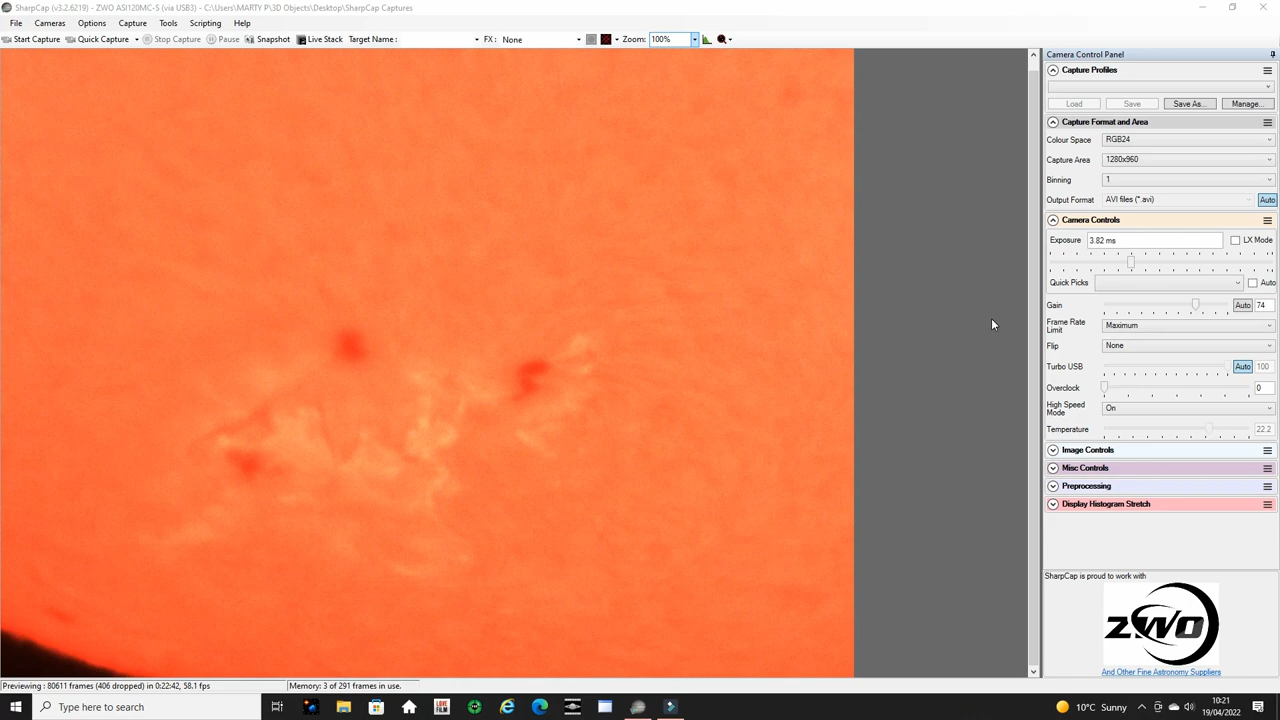 SharpCap (v3.2.6219) - ZWO ASI120MC-S (via USB3) - C:\Users\MARTY P\3D Objects\Desktop\SharpCap Captures
File Cameras Options Capture Tools Scripting Help
Start Capture Quick Capture Stop Capture Pause Snapshot Live Stack Target Name : FX : None Zoom: 100%
Camera Control Panel
Capture Profiles
Load Save Save As... Manage...
Capture Format and Area
Colour Space RGB24
Capture Area 1280x960
Binning 1
Output Format AVI files (*.avi) Auto
Camera Controls
Exposure 3.82 ms LX Mode
Quick Picks Auto
Gain Auto 74
Frame Rate
Limit Maximum
Flip None
Turbo USB Auto 100
Overclock 0
High Speed
Mode On
Temperature 22.2
Image Controls
Misc Controls
Preprocessing
Display Histogram Stretch
SharpCap is proud to work with
ZWO
And Other Fine Astronomy Suppliers
Previewing : 80611 frames (406 dropped) in 0:22:42, 58.1 fps Memory: 3 of 291 frames in use.
Type here to search
LOVE
FILM
10°C Sunny
10:21
19/04/2022